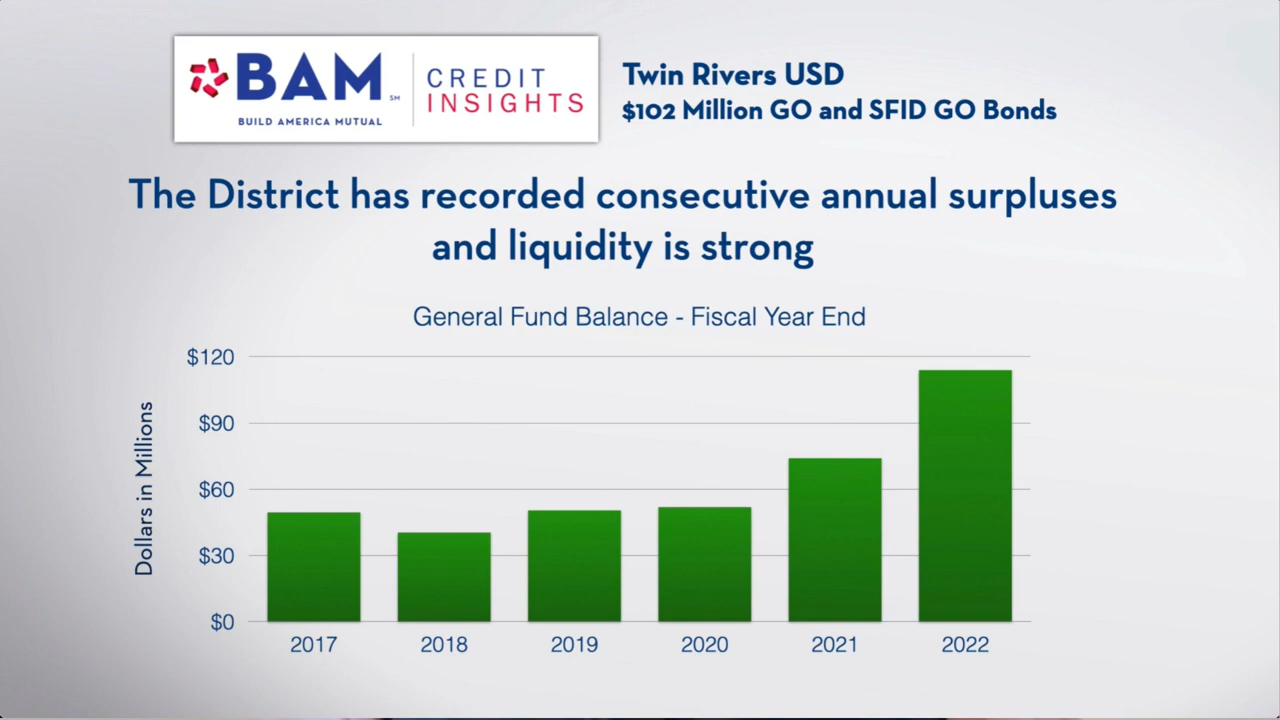 BAM SM
BUILD AMERICA MUTUAL
CREDIT
INSIGHTS
Twin Rivers USD
$102 Million GO and SFID GO Bonds
The District has recorded consecutive annual surpluses
and liquidity is strong
General Fund Balance - Fiscal Year End
Dollars in Millions
$120
$90
$60
$30
$0
2017 2018 2019 2020 2021 2022